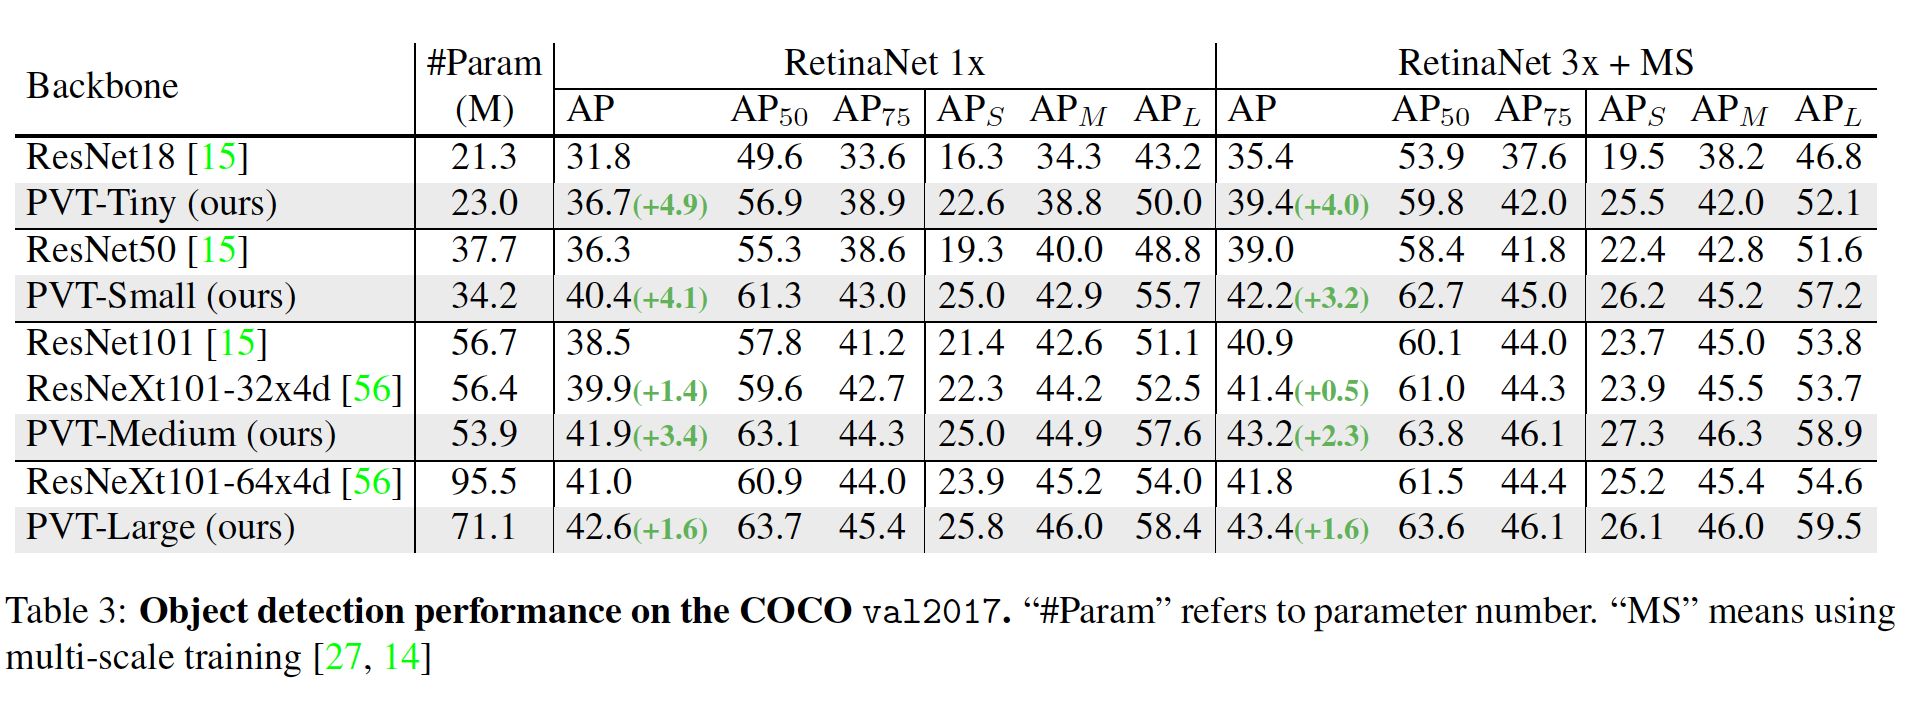 Backbone #Param (M) RetinaNet 1x RetinaNet 3x + MS
AP AP50 AP75 APS APM APL AP AP50 AP75 APS APM APL
ResNet18 [15] 21.3 31.8 49.6 33.6 16.3 34.3 43.2 35.4 53.9 37.6 19.5 38.2 46.8
PVT-Tiny (ours) 23.0 36.7(+4.9) 56.9 38.9 22.6 38.8 50.0 39.4(+4.0) 59.8 42.0 25.5 42.0 52.1
ResNet50 [15] 37.7 36.3 55.3 38.6 19.3 40.0 48.8 39.0 58.4 41.8 22.4 42.8 51.6
PVT-Small (ours) 34.2 40.4(+4.1) 61.3 43.0 25.0 42.9 55.7 42.2(+3.2) 62.7 45.0 26.2 45.2 57.2
ResNet101 [15] 56.7 38.5 57.8 41.2 21.4 42.6 51.1 40.9 60.1 44.0 23.7 45.0 53.8
ResNeXt101-32x4d [56] 56.4 39.9(+1.4) 59.6 42.7 22.3 44.2 52.5 41.4(+0.5) 61.0 44.3 23.9 45.5 53.7
PVT-Medium (ours) 53.9 41.9(+3.4) 63.1 44.3 25.0 44.9 57.6 43.2(+2.3) 63.8 46.1 27.3 46.3 58.9
ResNeXt101-64x4d [56] 95.5 41.0 60.9 44.0 23.9 45.2 54.0 41.8 61.5 44.4 25.2 45.4 54.6
PVT-Large (ours) 71.1 42.6(+1.6) 63.7 45.4 25.8 46.0 58.4 43.4(+1.6) 63.6 46.1 26.1 46.0 59.5
Table 3: Object detection performance on the COCO val2017. “#Param” refers to parameter number. “MS” means using
multi-scale training [27, 14]